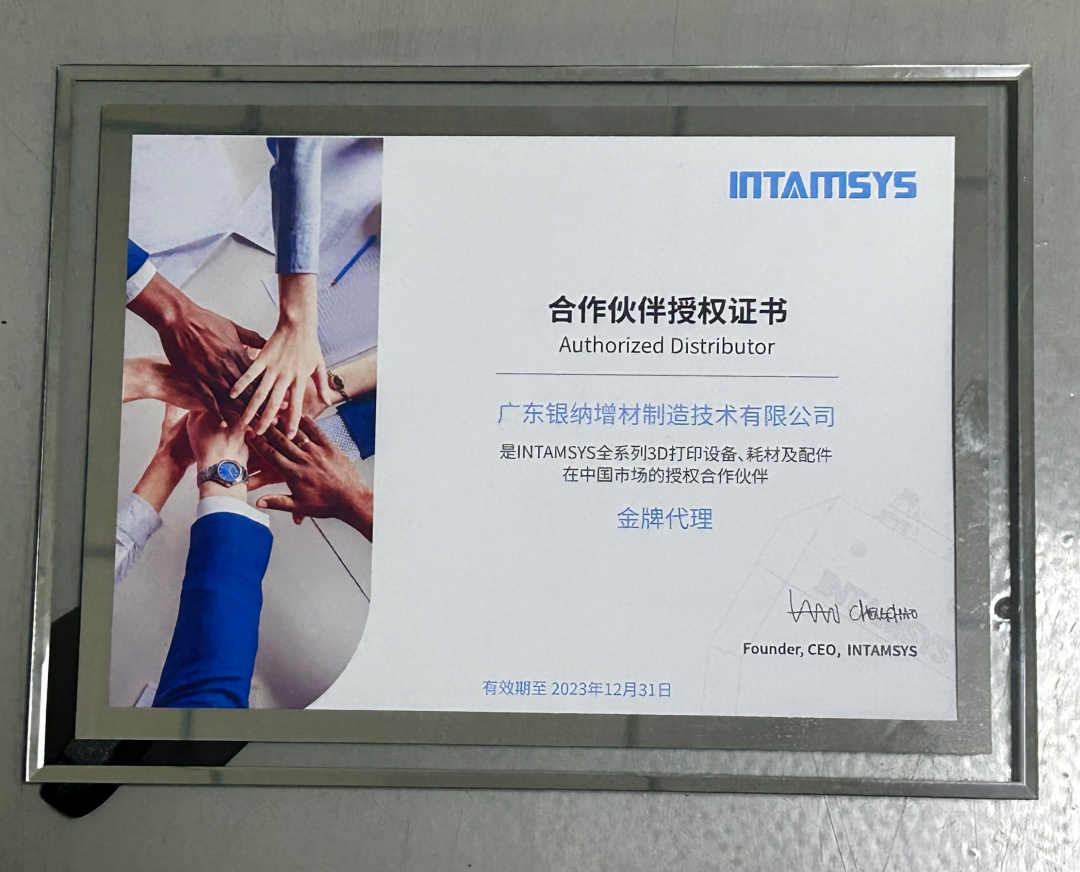 INTAMSYS
合作伙伴授权证书
Authorized Distributor
广东银纳增材制造技术有限公司
是INTAMSYS全系列3D打印设备、耗材及配件
在中国市场的授权合作伙伴
金牌代理
Founder, CEO, INTAMSYS
有效期至 2023年12月31日